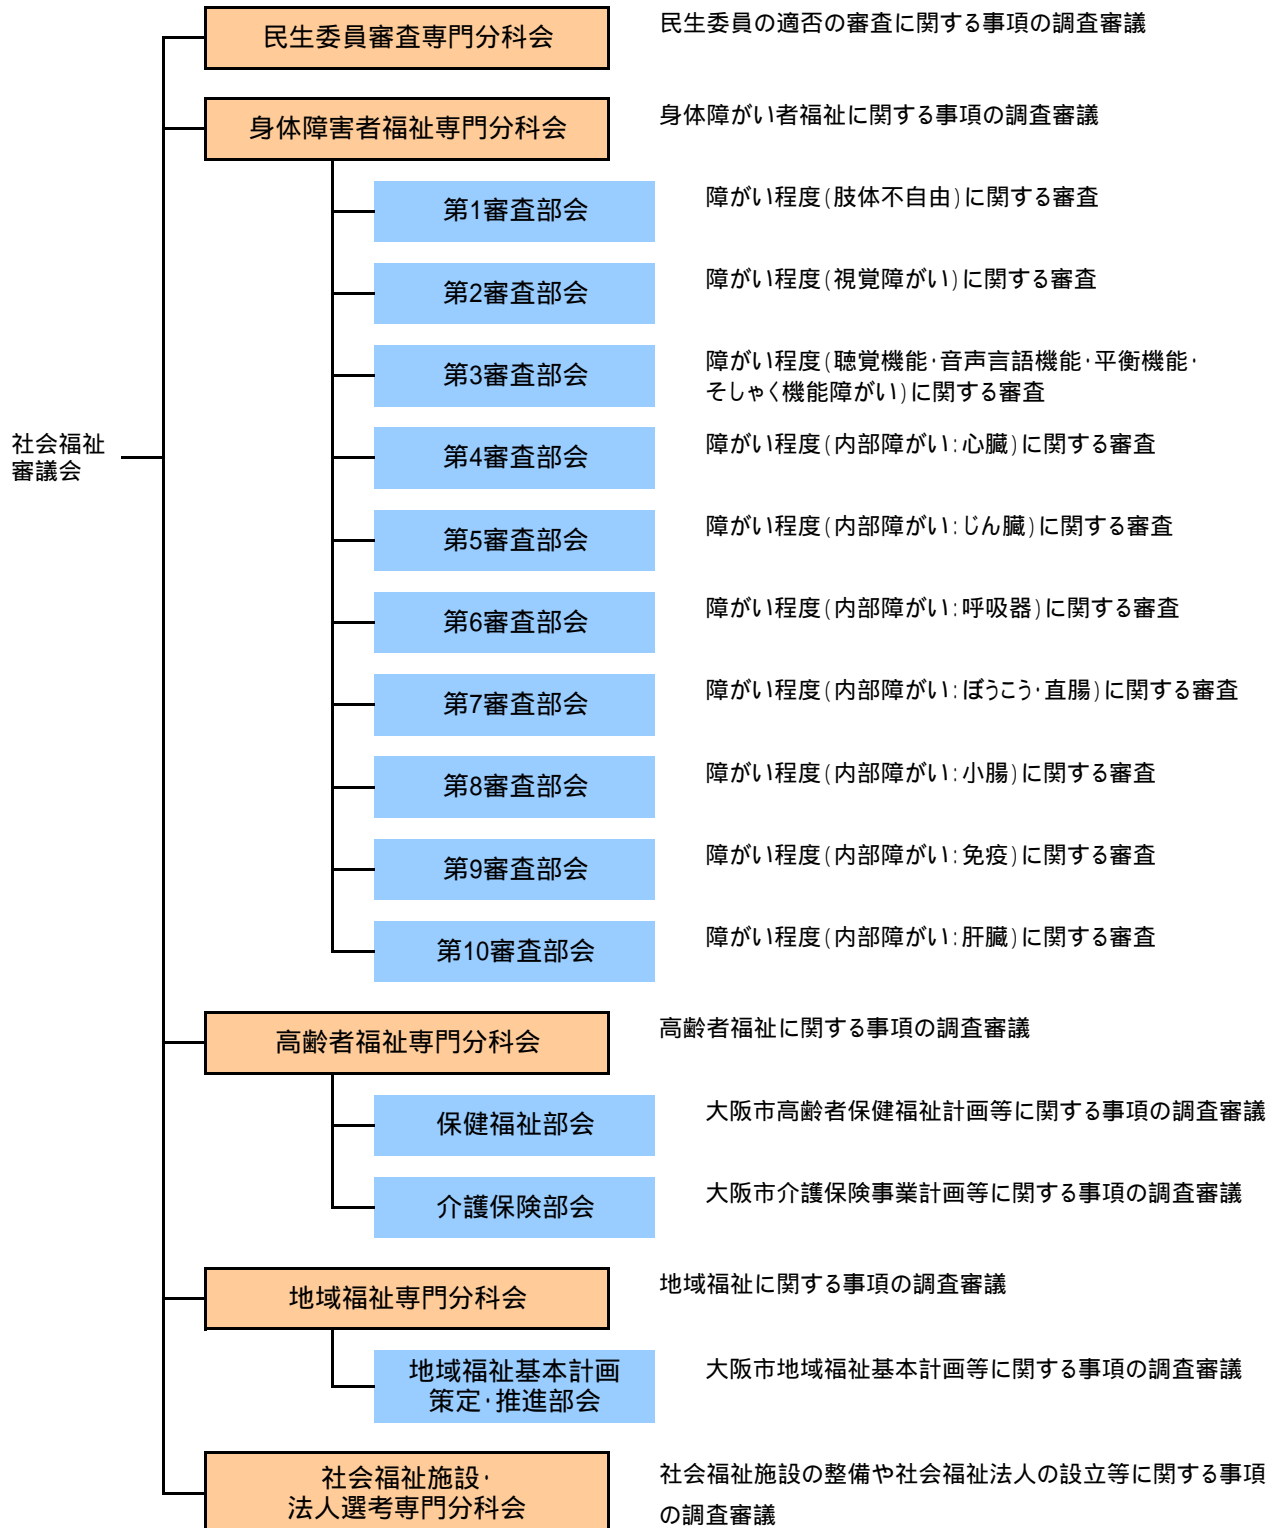 民生委員審査専門分科会
民生委員の適否の審査に関する事項の調査審議
身体障害者福祉専門分科会
身体障がい者福祉に関する事項の調査審議
第1審査部会
障がい程度(肢体不自由)に関する審査
第2審査部会
障がい程度(視覚障がい)に関する審査
第3審査部会
障がい程度(聴覚機能・音声言語機能・平衡機能・
そしゃく機能障がい)に関する審査
社会福祉
審議会
第4審査部会
障がい程度(内部障がい:心臓)に関する審査
第5審査部会
障がい程度(内部障がい:じん臓)に関する審査
第6審査部会
障がい程度(内部障がい:呼吸器)に関する審査
第7審査部会
障がい程度(内部障がい:ぼうこう・直腸)に関する審査
第8審査部会
障がい程度(内部障がい:小腸)に関する審査
第9審査部会
障がい程度(内部障がい:免疫)に関する審査
第10審査部会
障がい程度(内部障がい:肝臓)に関する審査
高齢者福祉専門分科会
高齢者福祉に関する事項の調査審議
保健福祉部会
大阪市高齢者保健福祉計画等に関する事項の調査審議
介護保険部会
大阪市介護保険事業計画等に関する事項の調査審議
地域福祉専門分科会
地域福祉に関する事項の調査審議
地域福祉基本計画
策定・推進部会
大阪市地域福祉基本計画等に関する事項の調査審議
社会福祉施設・
法人選考専門分科会
社会福祉施設の整備や社会福祉法人の設立等に関する事項
の調査審議